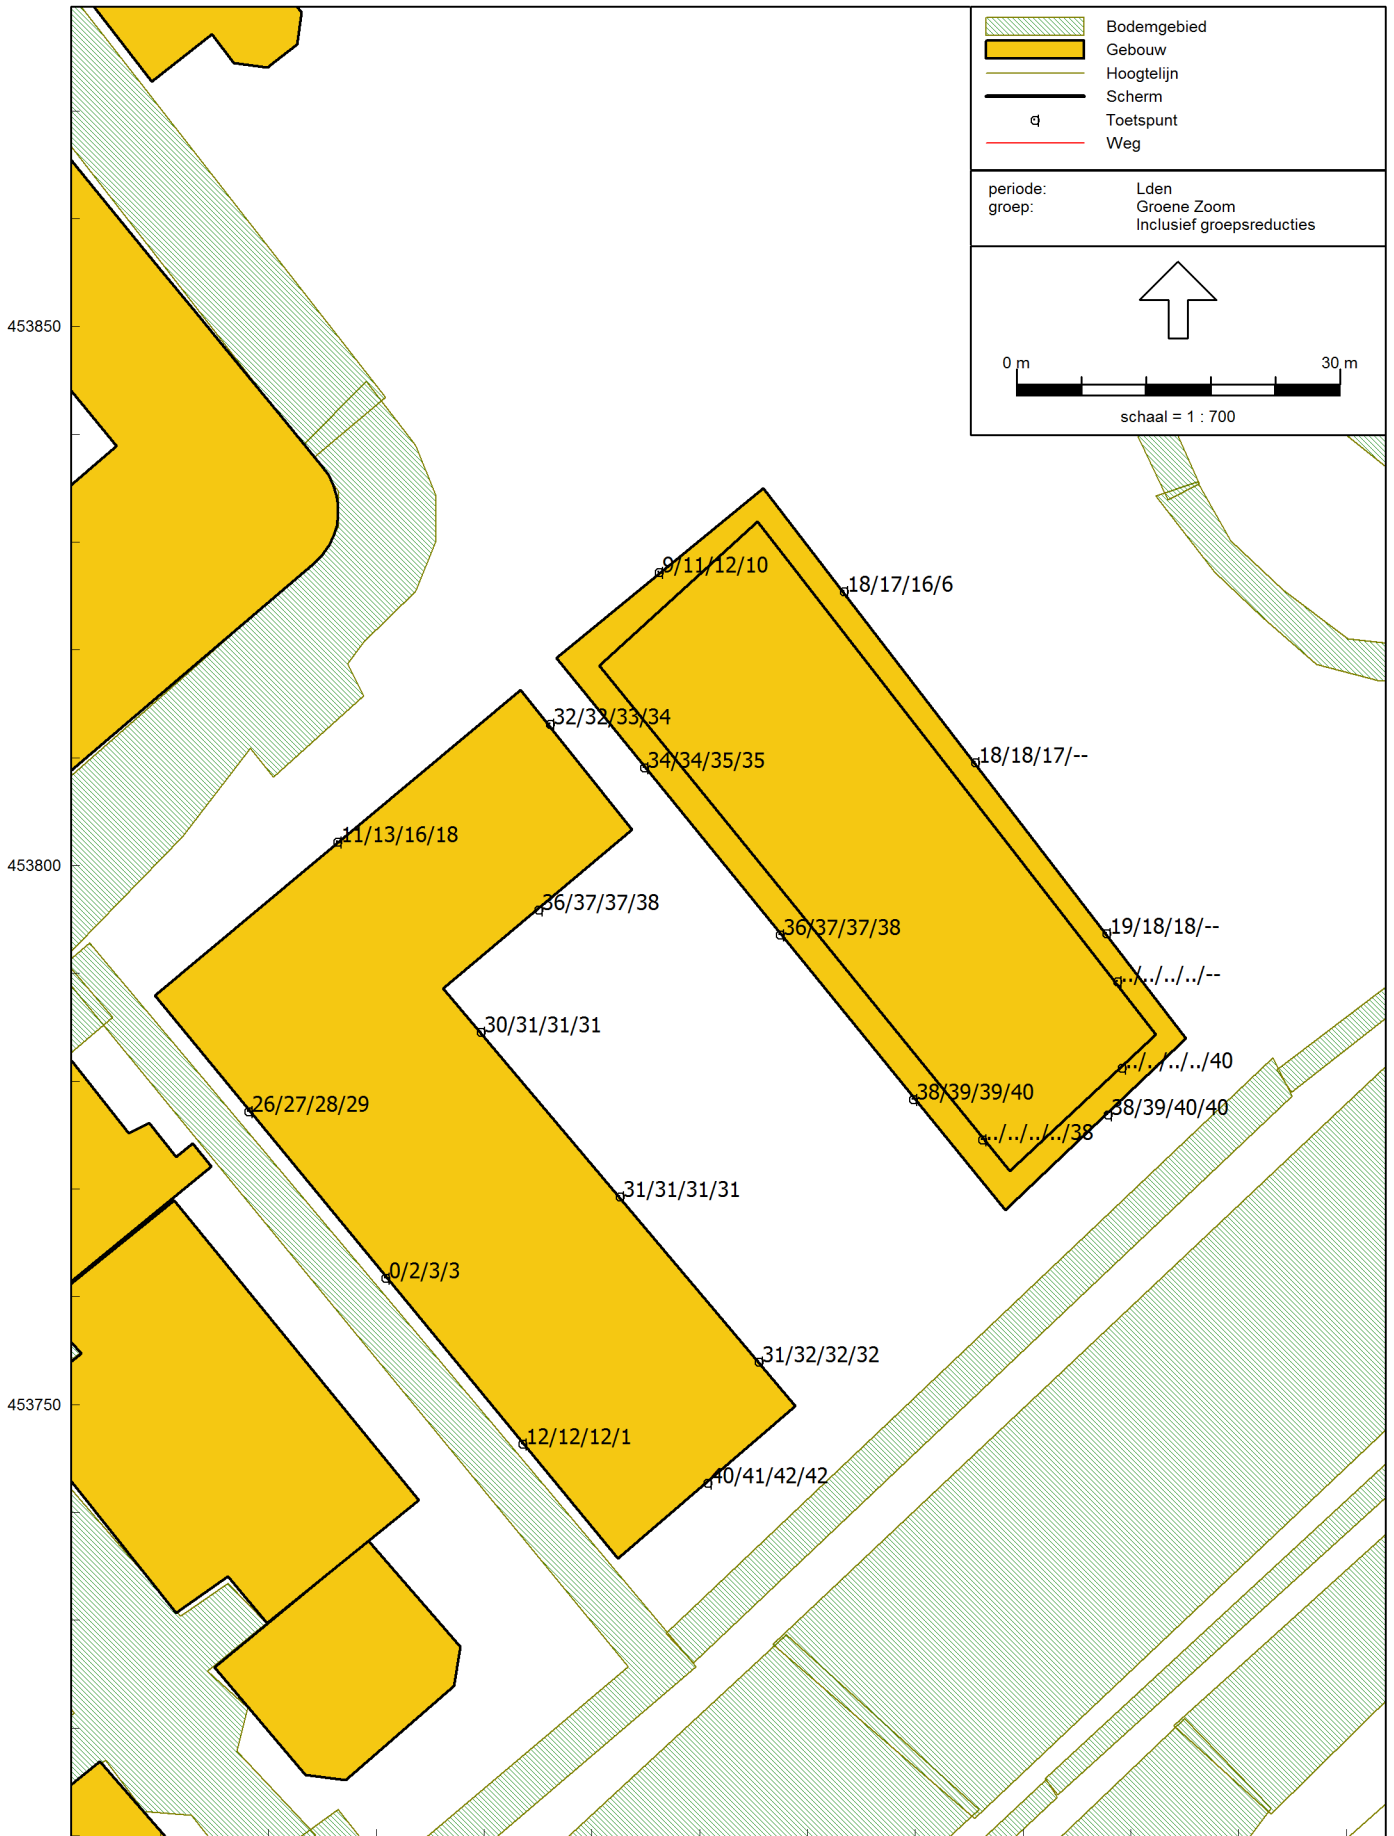 Bodemgebied
Gebouw
Hoogtelijn
Scherm
Toetspunt
Weg
periode: Lden
groep: Groene Zoom
Inclusief groepsreducties
0 m 30 m
schaal = 1 : 700
453850
9/11/12/10
18/17/16/6
32/32/33/34
34/34/35/35
18/18/17/--
11/13/16/18
453800
36/37/37/38
36/37/37/38
19/18/18/--
../../../../--
30/31/31/31
../../../../40
26/27/28/29
38/39/39/40
38/39/40/40
../../../../38
31/31/31/31
0/2/3/3
31/32/32/32
453750
12/12/12/1
40/41/42/42